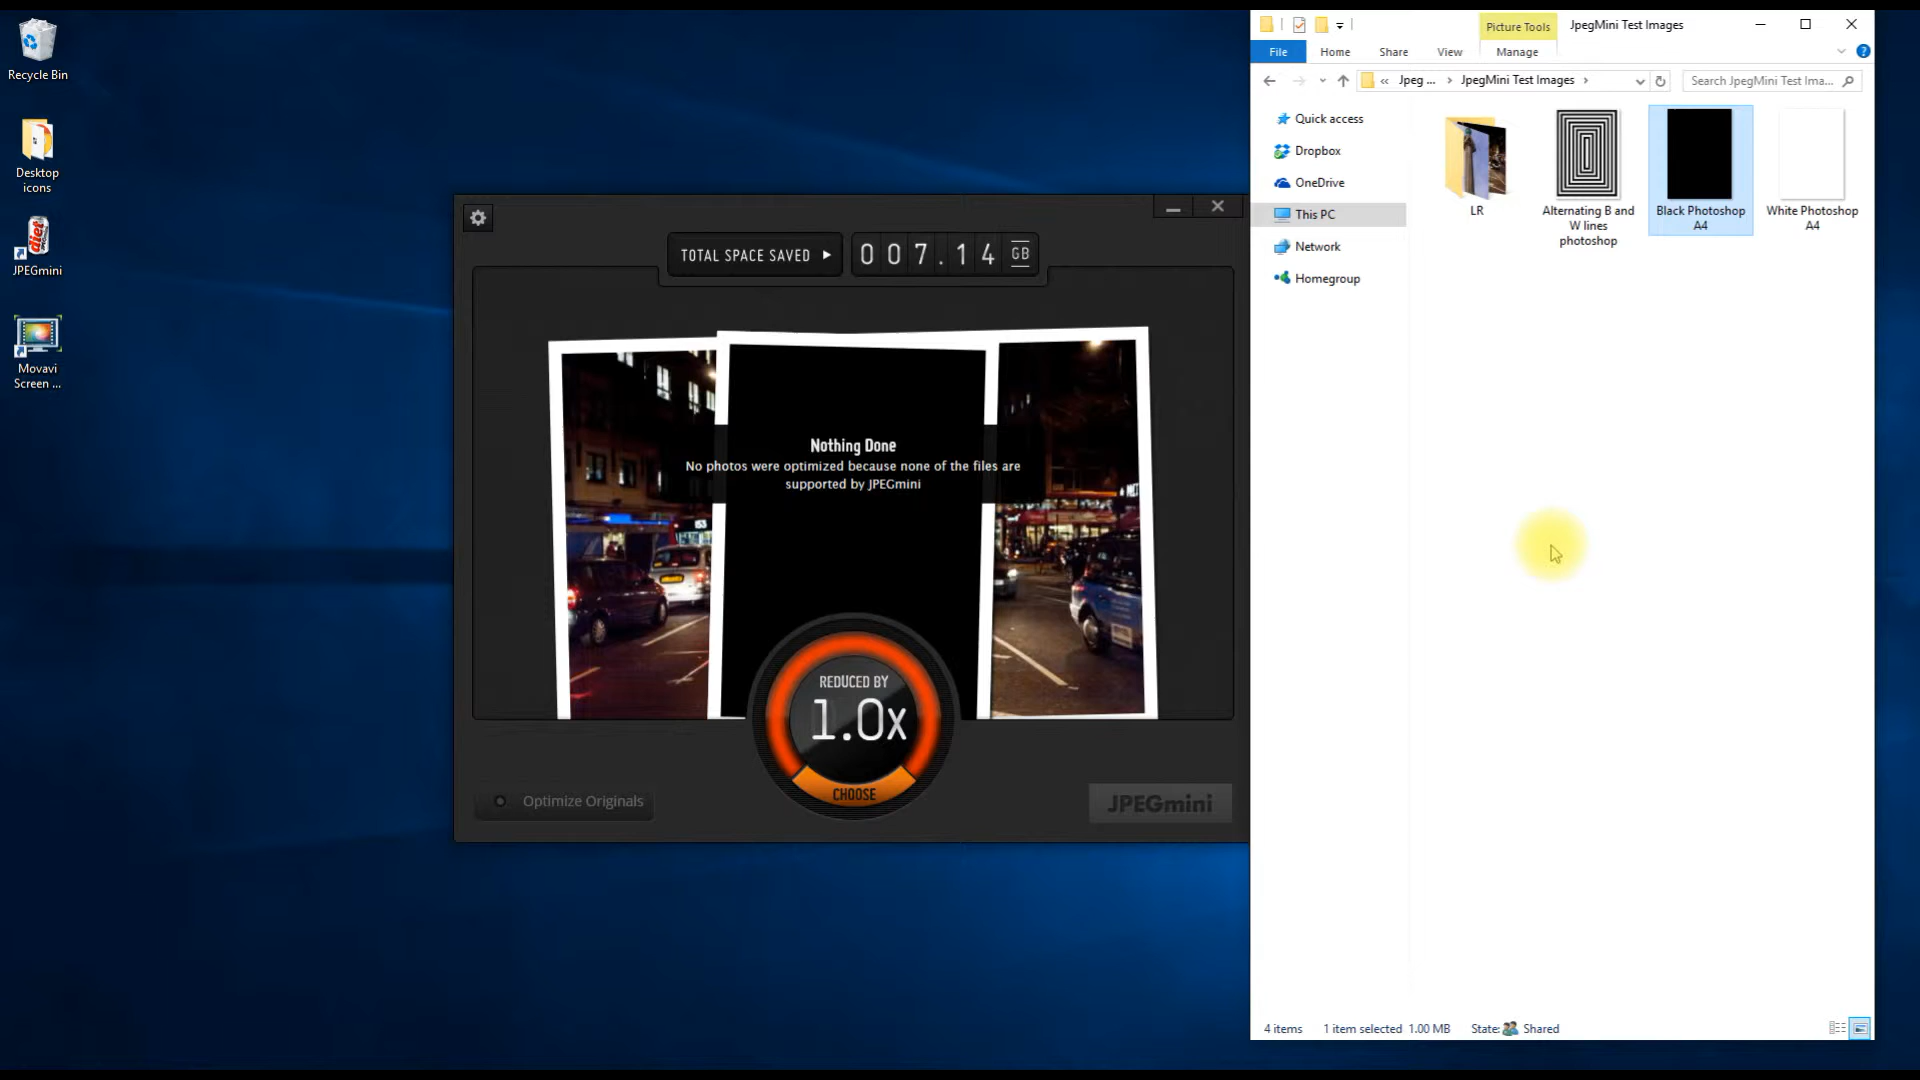 Recycle Bin
Desktop
icons
JPEGmini
Movavi
Screen ...
TOTAL SPACE SAVED
007.14 GB
Nothing Done
No photos were optimized because none of the files are
supported by JPEGmini
REDUCED BY
1.0x
CHOOSE
Optimize Originals
JPEGmini
Picture Tools
JpegMini Test Images
File
Home
Share
View
Manage
« Jpeg ... > JpegMini Test Images >
Search JpegMini Test Ima...
Quick access
Dropbox
OneDrive
This PC
Network
Homegroup
LR
Alternating B and
W lines
photoshop
Black Photoshop
A4
White Photoshop
A4
4 items
1 item selected 1.00 MB
State: Shared